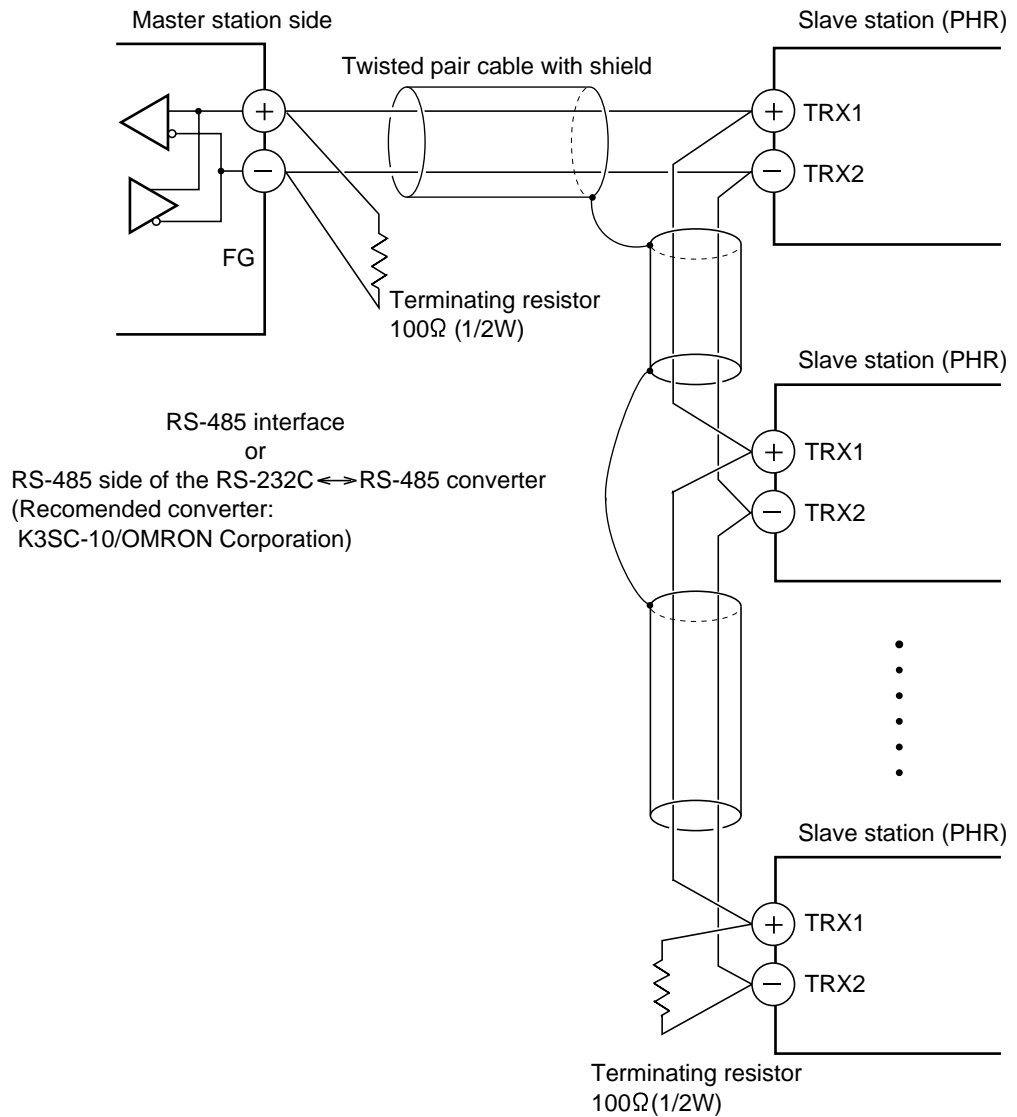 Master station side
Slave station (PHR)
Twisted pair cable with shield
+
−
FG
+
TRX1
−
TRX2
Terminating resistor
100Ω (1/2W)
Slave station (PHR)
RS-485 interface
or
RS-485 side of the RS-232C↔RS-485 converter
(Recomended converter:
K3SC-10/OMRON Corporation)
+
TRX1
−
TRX2
Slave station (PHR)
+
TRX1
−
TRX2
Terminating resistor
100Ω(1/2W)